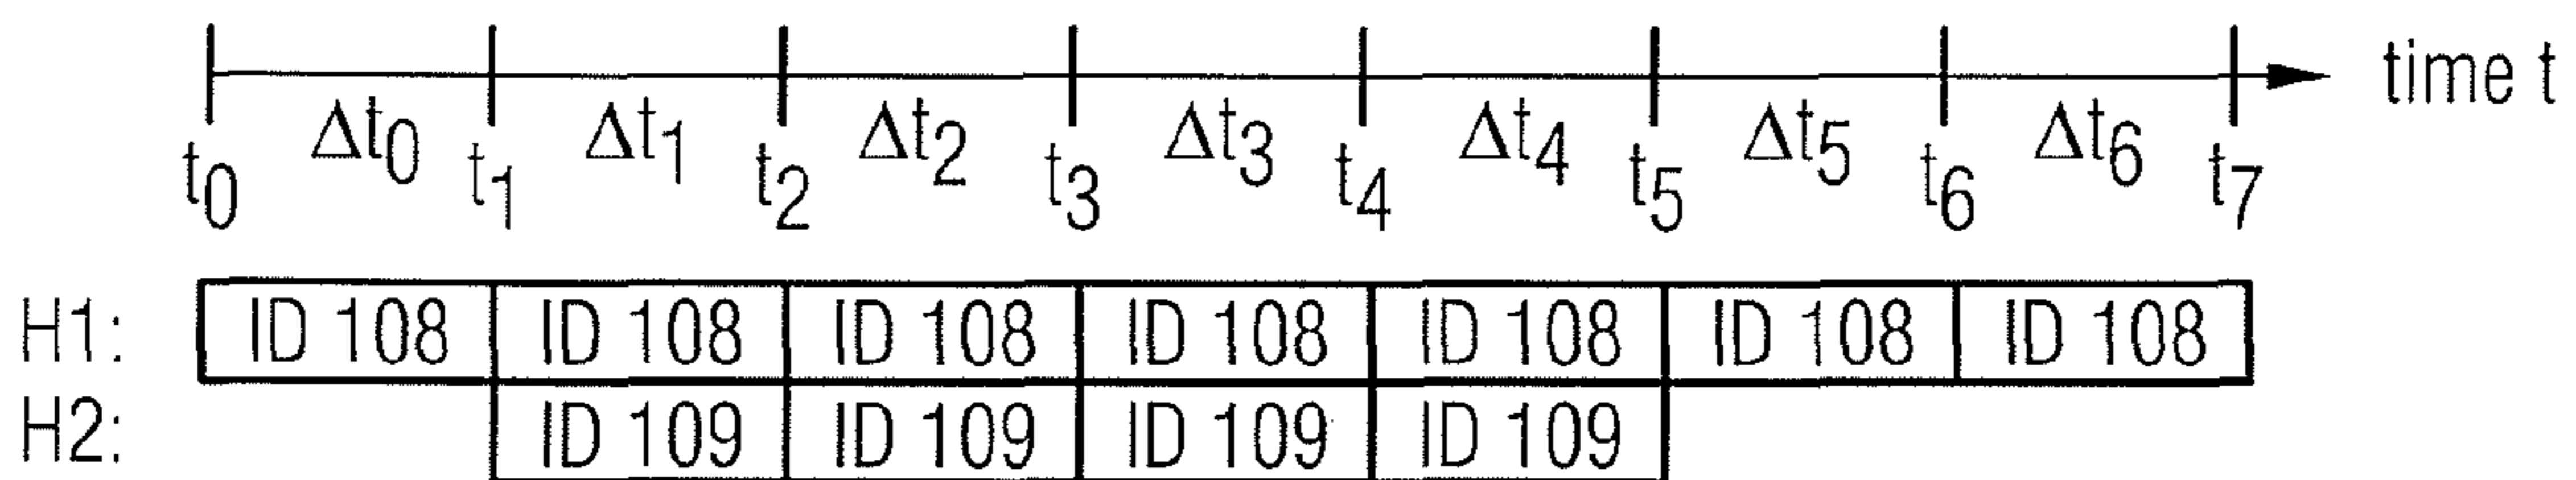 time t
Δt0 Δt1 Δt2 Δt3 Δt4 Δt5 Δt6
t0 t1 t2 t3 t4 t5 t6 t7
H1: ID 108 ID 108 ID 108 ID 108 ID 108 ID 108 ID 108
H2: ID 109 ID 109 ID 109 ID 109